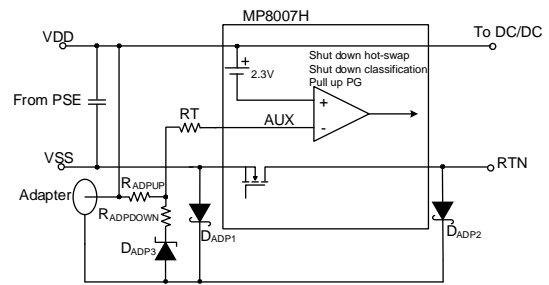 MP8007H
VDD
To DC/DC
+
2.3V
Shut down hot-swap
Shut down classification
Pull up PG
From PSE
RT
AUX
+
-
VSS
RTN
Adapter
RADPUP
RADPDOWN
DADP3
DADP1
DADP2